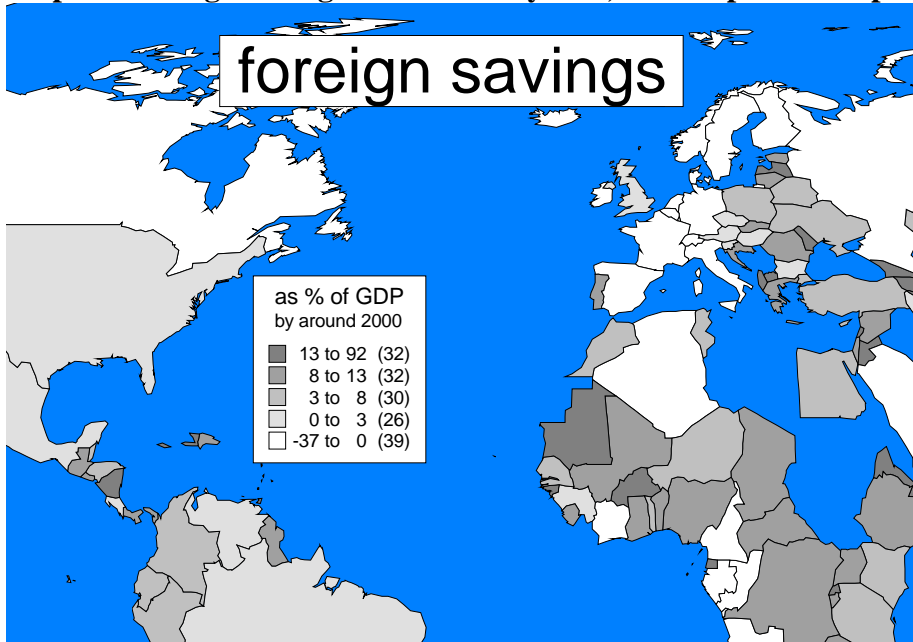 foreign savings
as % of GDP
by around 2000
13 to 92 (32)
8 to 13 (32)
3 to 8 (30)
0 to 3 (26)
-37 to 0 (39)